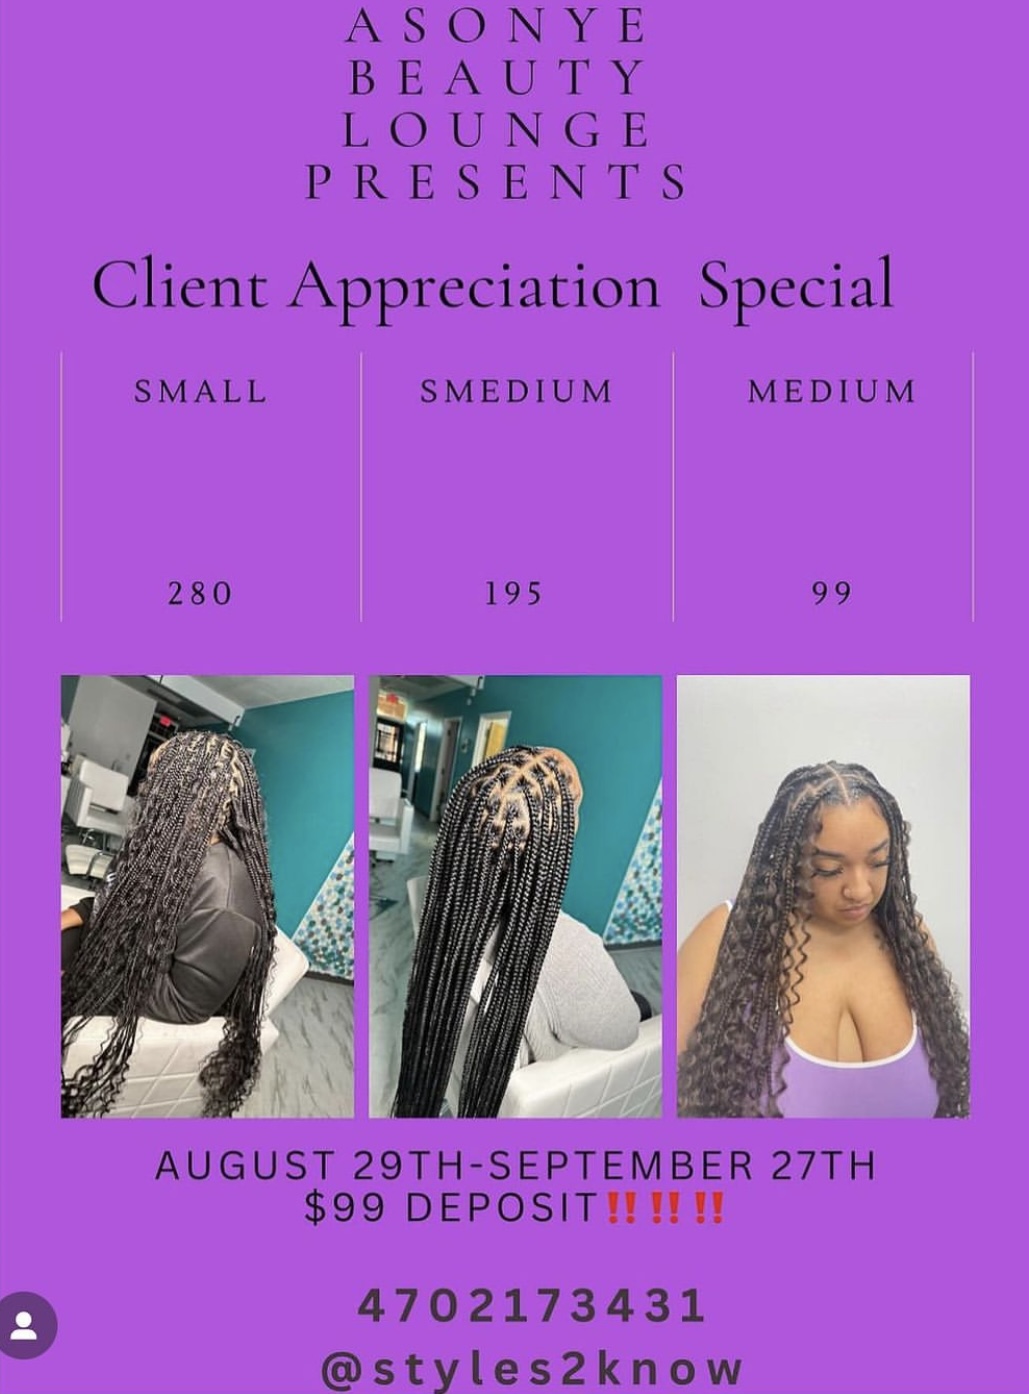 ASONYE
BEAUTY
LOUNGE
PRESENTS
Client Appreciation Special
SMALL
SMEDIUM
MEDIUM
280
195
99
AUGUST 29TH-SEPTEMBER 27TH
$99 DEPOSIT‼️‼️‼️
4702173431
@styles2know